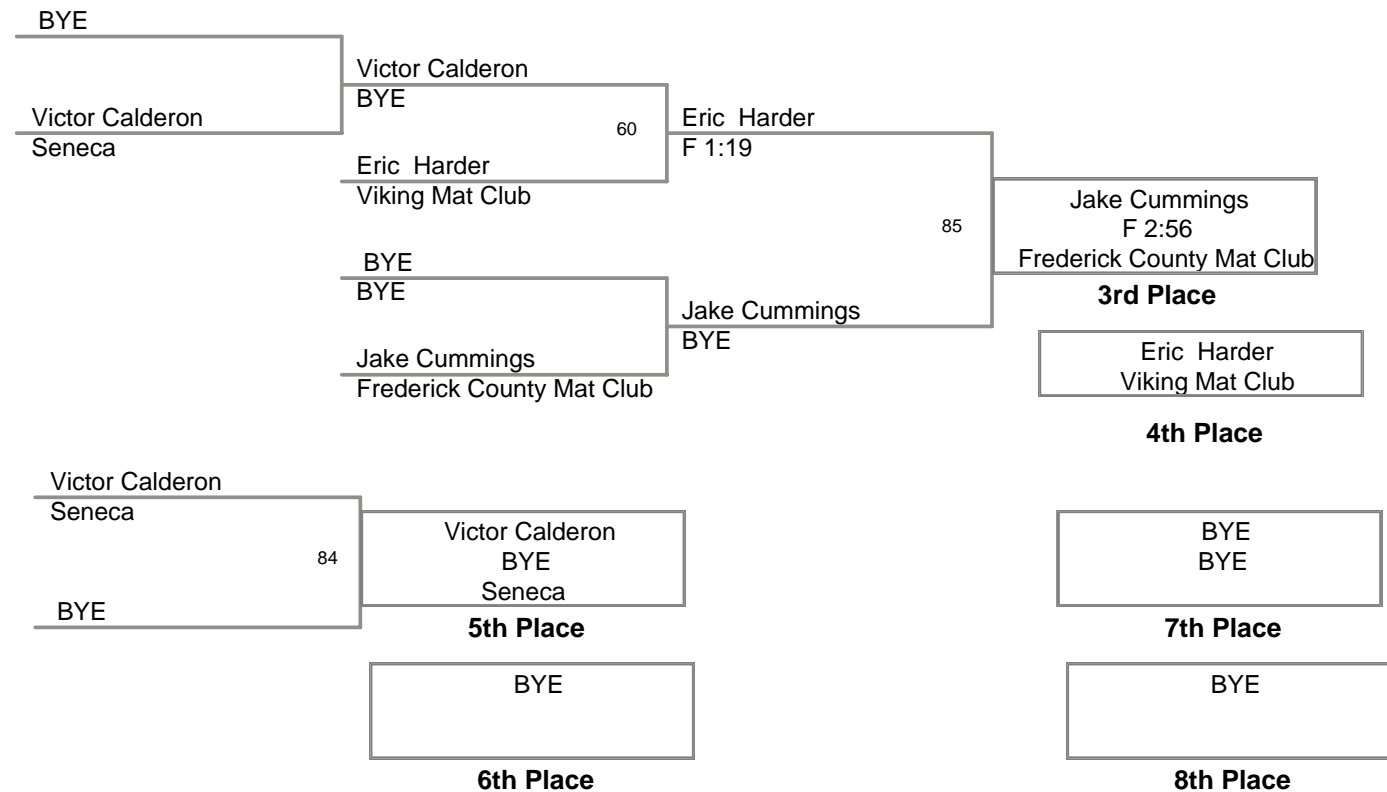 BYE
Victor Calderon
Seneca
Victor Calderon
BYE
60
Eric Harder
Viking Mat Club
Eric Harder
F 1:19
BYE
BYE
Jake Cummings
Frederick County Mat Club
Jake Cummings
BYE
85
Jake Cummings
F 2:56
Frederick County Mat Club
3rd Place
Eric Harder
Viking Mat Club
4th Place
Victor Calderon
Seneca
84
BYE
Victor Calderon
BYE
Seneca
5th Place
BYE
BYE
7th Place
BYE
6th Place
BYE
8th Place